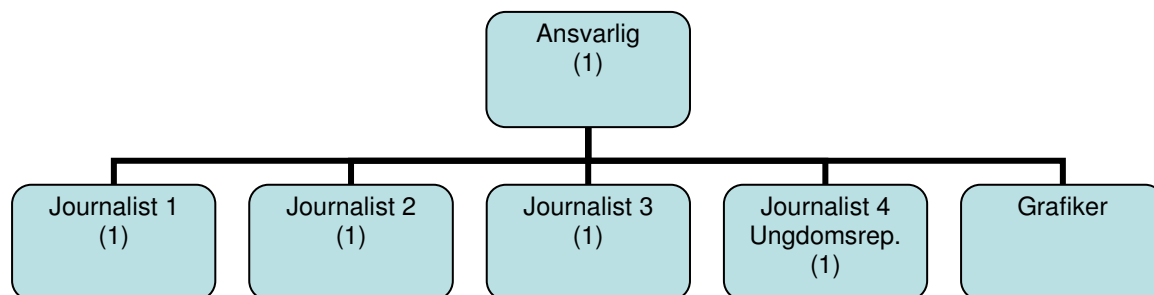 Ansvarlig
(1)
Journalist 1
(1)
Journalist 2
(1)
Journalist 3
(1)
Journalist 4
Ungdomsrep.
(1)
Grafiker